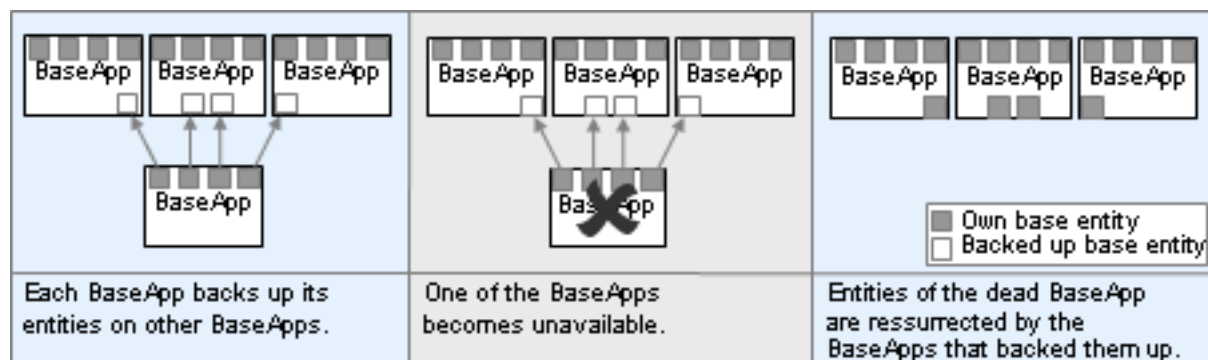 BaseApp
BaseApp
BaseApp
BaseApp
Each BaseApp backs up its
entities on other BaseApps.
BaseApp
BaseApp
BaseApp
BaseApp
One of the BaseApps
becomes unavailable.
BaseApp
BaseApp
BaseApp
Own base entity
Backed up base entity
Entities of the dead BaseApp
are ressurrected by the
BaseApps that backed them up.